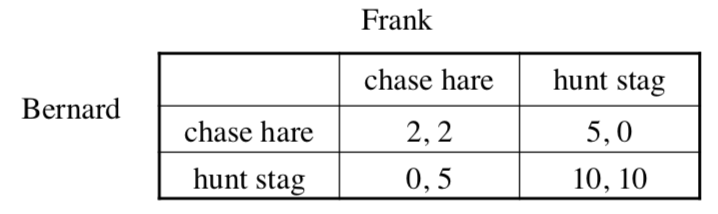 Frank
chase hare hunt stag
Bernard
chase hare 2, 2 5, 0
hunt stag 0, 5 10, 10